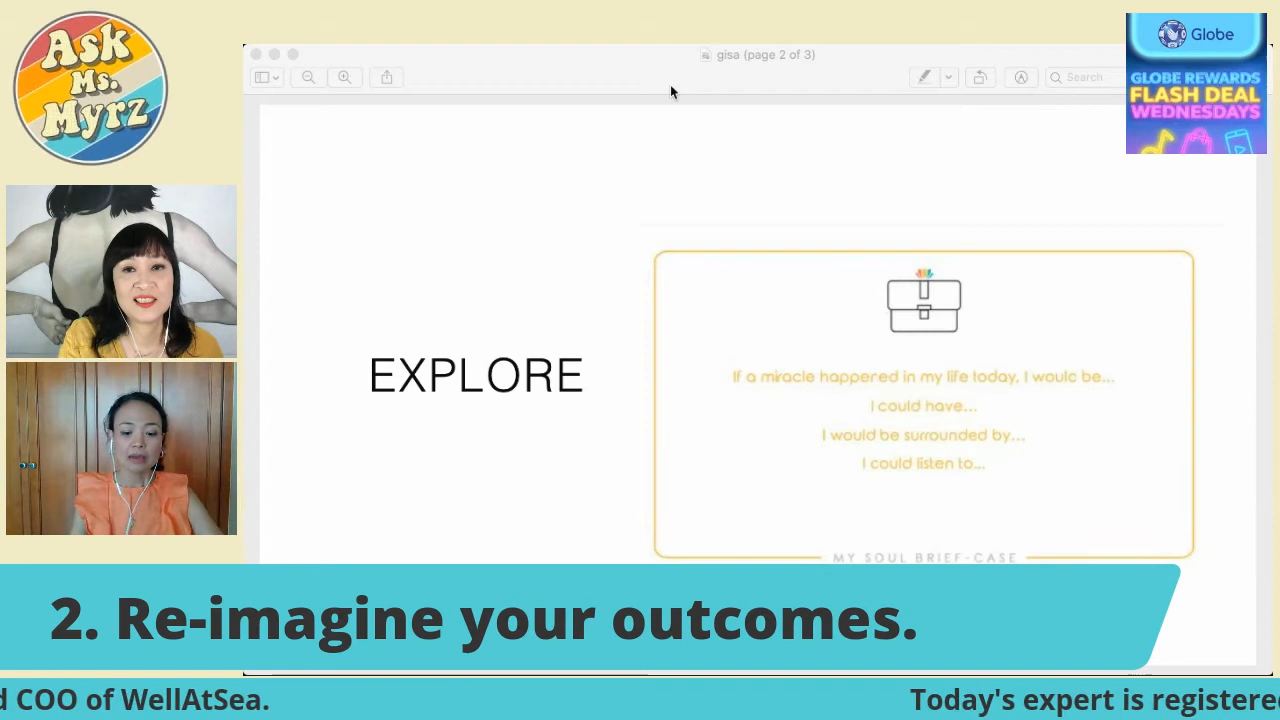 Ask
Ms.
Myrz
gisa (page 2 of 3)
Search
Globe
GLOBE REWARDS
FLASH DEAL
WEDNESDAYS
EXPLORE
If a miracle happened in my life today, I would be...
I could have...
I would be surrounded by...
I could listen to...
MY SOUL BRIEF-CASE
2. Re-imagine your outcomes.
d COO of WellAtSea.
Today's expert is registered